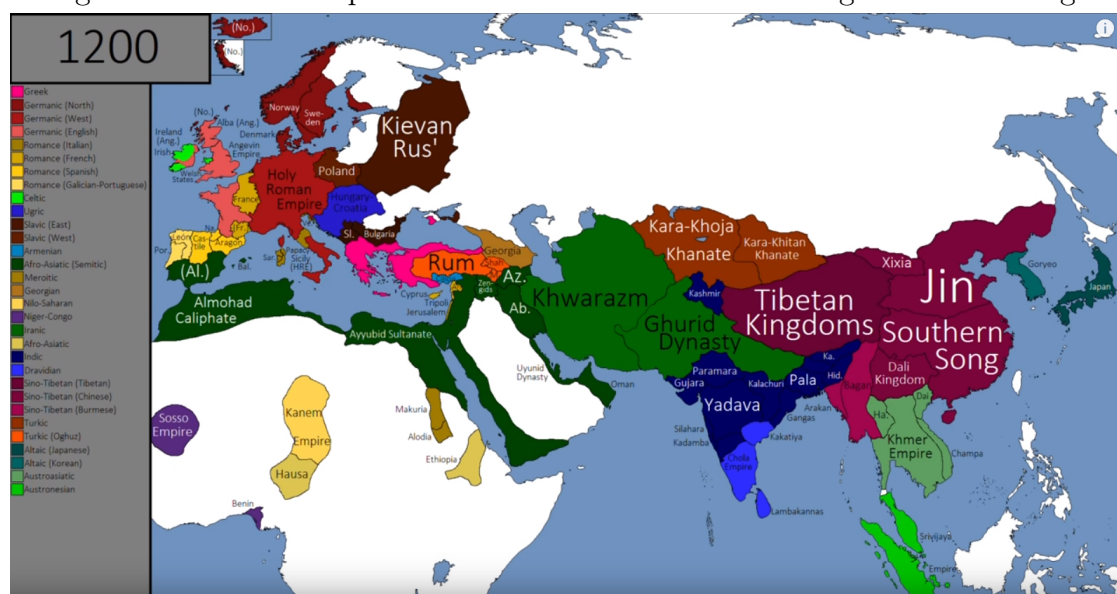 1200
(No.)
(No.)
Greek
Germanic (North)
Germanic (West)
Germanic (English)
Romance (Italian)
Romance (French)
Romance (Spanish)
Romance (Galician-Portuguese)
Celtic
Ugric
Slavic (East)
Slavic (West)
Armenian
Afro-Asiatic (Semitic)
Meroitic
Georgian
Nilo-Saharan
Niger-Congo
Iranic
Afro-Asiatic
Indic
Dravidian
Sino-Tibetan (Tibetan)
Sino-Tibetan (Chinese)
Sino-Tibetan (Burmese)
Turkic
Turkic (Oghuz)
Altaic (Japanese)
Altaic (Korean)
Austroasiatic
Austronesian
(No.)
Alba (Ang.)
Ireland
(Ang.)
Irish
Welsh
States
Angevin
Empire
Denmark
Norway
Swe-
den
Kievan
Rus'
Poland
Holy
Roman
Empire
France
(Fr.)
Hungary-
Croatia
Sl.
Bulgaria
Na.
León
Cas-
tile
Aragon
Por.
(Al.)
Bal.
Sar.
Papacy
Sicily
(HRE)
Almohad
Caliphate
Georgia
Rum
Shah
Az.
Zen-
gids
Ab.
Cyprus
Tripoli
Jerusalem
Ayyubid Sultanate
Uyunid
Dynasty
Oman
Makuria
Alodia
Ethiopia
Kanem
Empire
Hausa
Sosso
Empire
Benin
Khwarazm
Ghurid
Dynasty
Kara-Khoja
Khanate
Kara-Khitan
Khanate
Kashmir
Tibetan
Kingdoms
Xixia
Jin
Southern
Song
Dali
Kingdom
Goryeo
Japan
Paramara
Gujara
Kalachuri
Pala
Ka.
Hid.
Yadava
Silahara
Kadamba
Kakatiya
Gangas
Arakan
Bagan
Chola
Empire
Lambakannas
Ha.
Dai
Khmer
Empire
Champa
Srivijaya
Empire